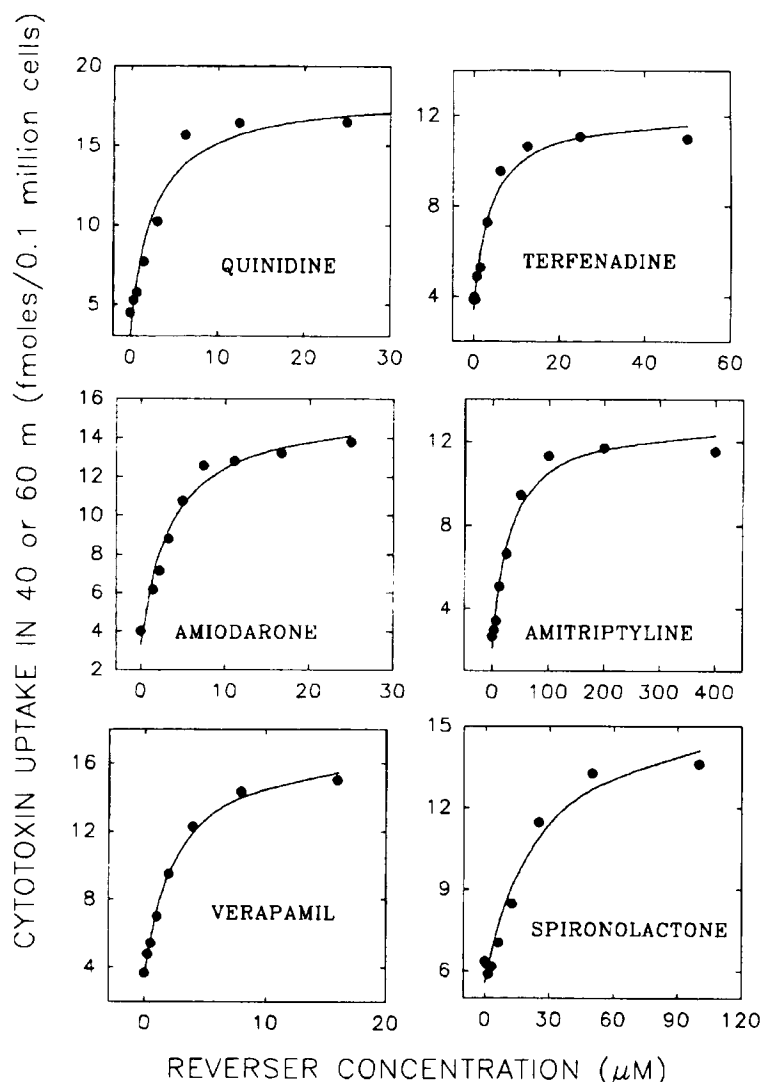 CYTOTOXIN UPTAKE IN 40 or 60 m (fmoles/0.1 million cells)
20
15
10
5
0 10 20 30
QUINIDINE
12
8
4
0 20 40 60
TERFENADINE
16
14
12
10
8
6
4
2
0 10 20 30
AMIODARONE
12
8
4
0 100 200 300 400
AMITRIPTYLINE
16
12
8
4
0 10 20
VERAPAMIL
15
12
9
6
0 30 60 90 120
SPIRONOLACTONE
REVERSER CONCENTRATION (μM)